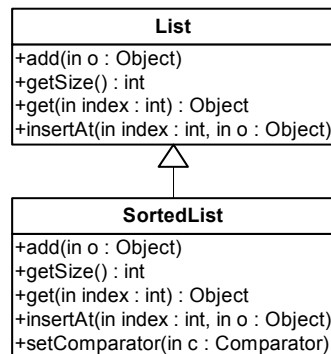 List
+add(in o : Object)
+getSize() : int
+get(in index : int) : Object
+insertAt(in index : int, in o : Object)
SortedList
+add(in o : Object)
+getSize() : int
+get(in index : int) : Object
+insertAt(in index : int, in o : Object)
+setComparator(in c : Comparator)